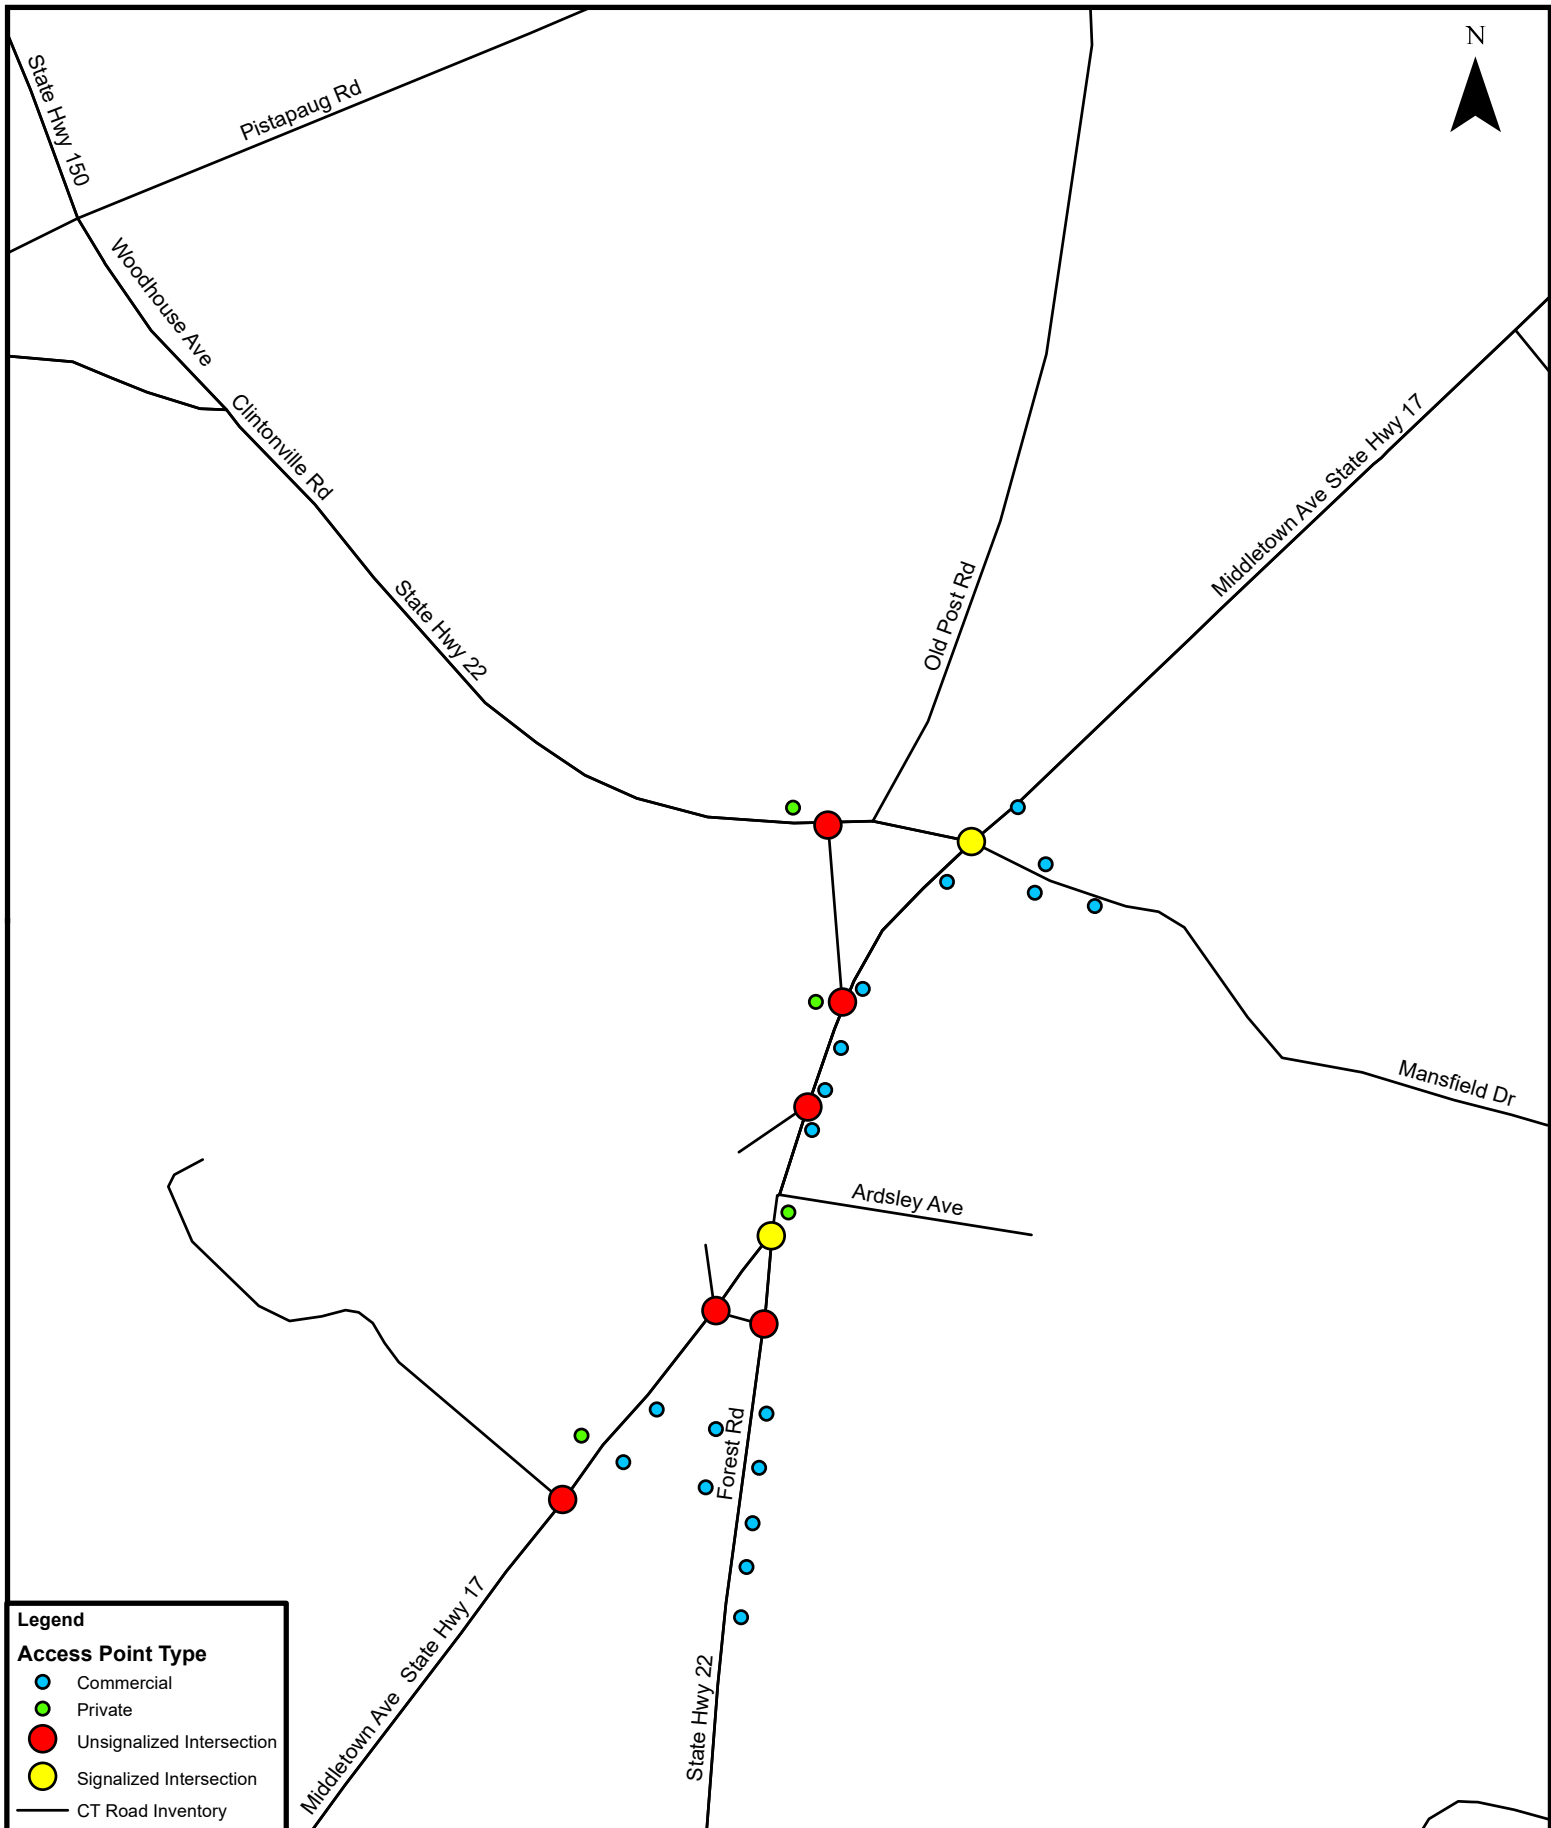 N
State Hwy 150
Pistapaug Rd
Woodhouse Ave
Clintonville Rd
Middletown Ave State Hwy 17
State Hwy 22
Old Post Rd
Mansfield Dr
Ardsley Ave
Forest Rd
Middletown Ave State Hwy 17
State Hwy 22
Legend
Access Point Type
Commercial
Private
Unsignalized Intersection
Signalized Intersection
CT Road Inventory